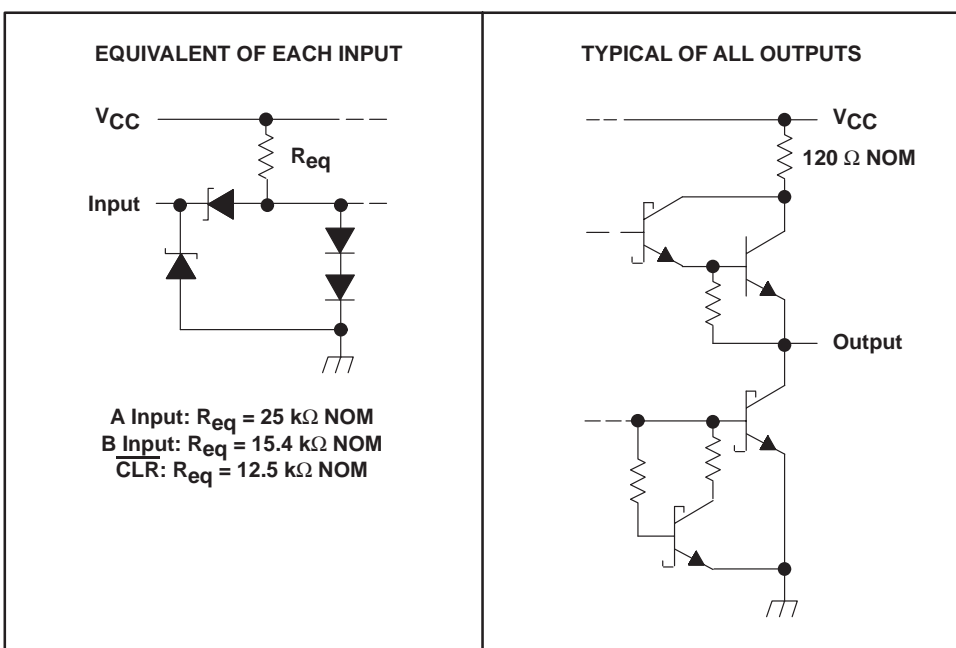 EQUIVALENT OF EACH INPUT
VCC
Req
Input
A Input: Req = 25 kΩ NOM
B Input: Req = 15.4 kΩ NOM
C̅L̅R̅: Req = 12.5 kΩ NOM
TYPICAL OF ALL OUTPUTS
VCC
120 Ω NOM
Output